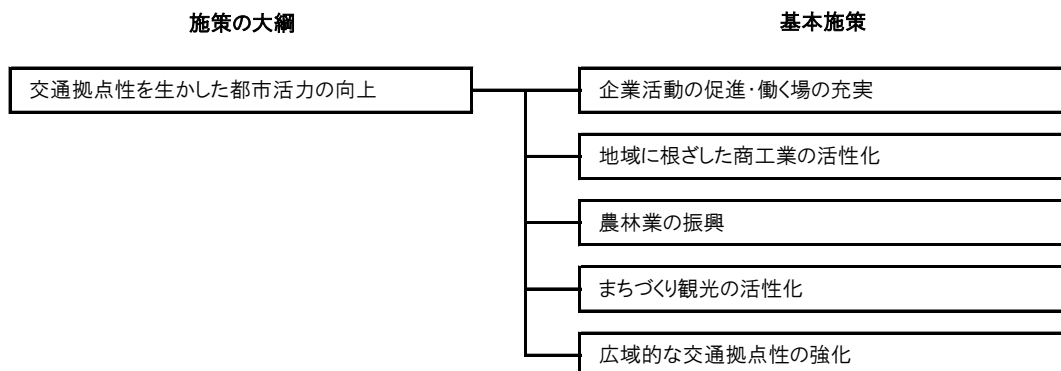 施策の大綱
基本施策
交通拠点性を生かした都市活力の向上
企業活動の促進・働く場の充実
地域に根ざした商工業の活性化
農林業の振興
まちづくり観光の活性化
広域的な交通拠点性の強化